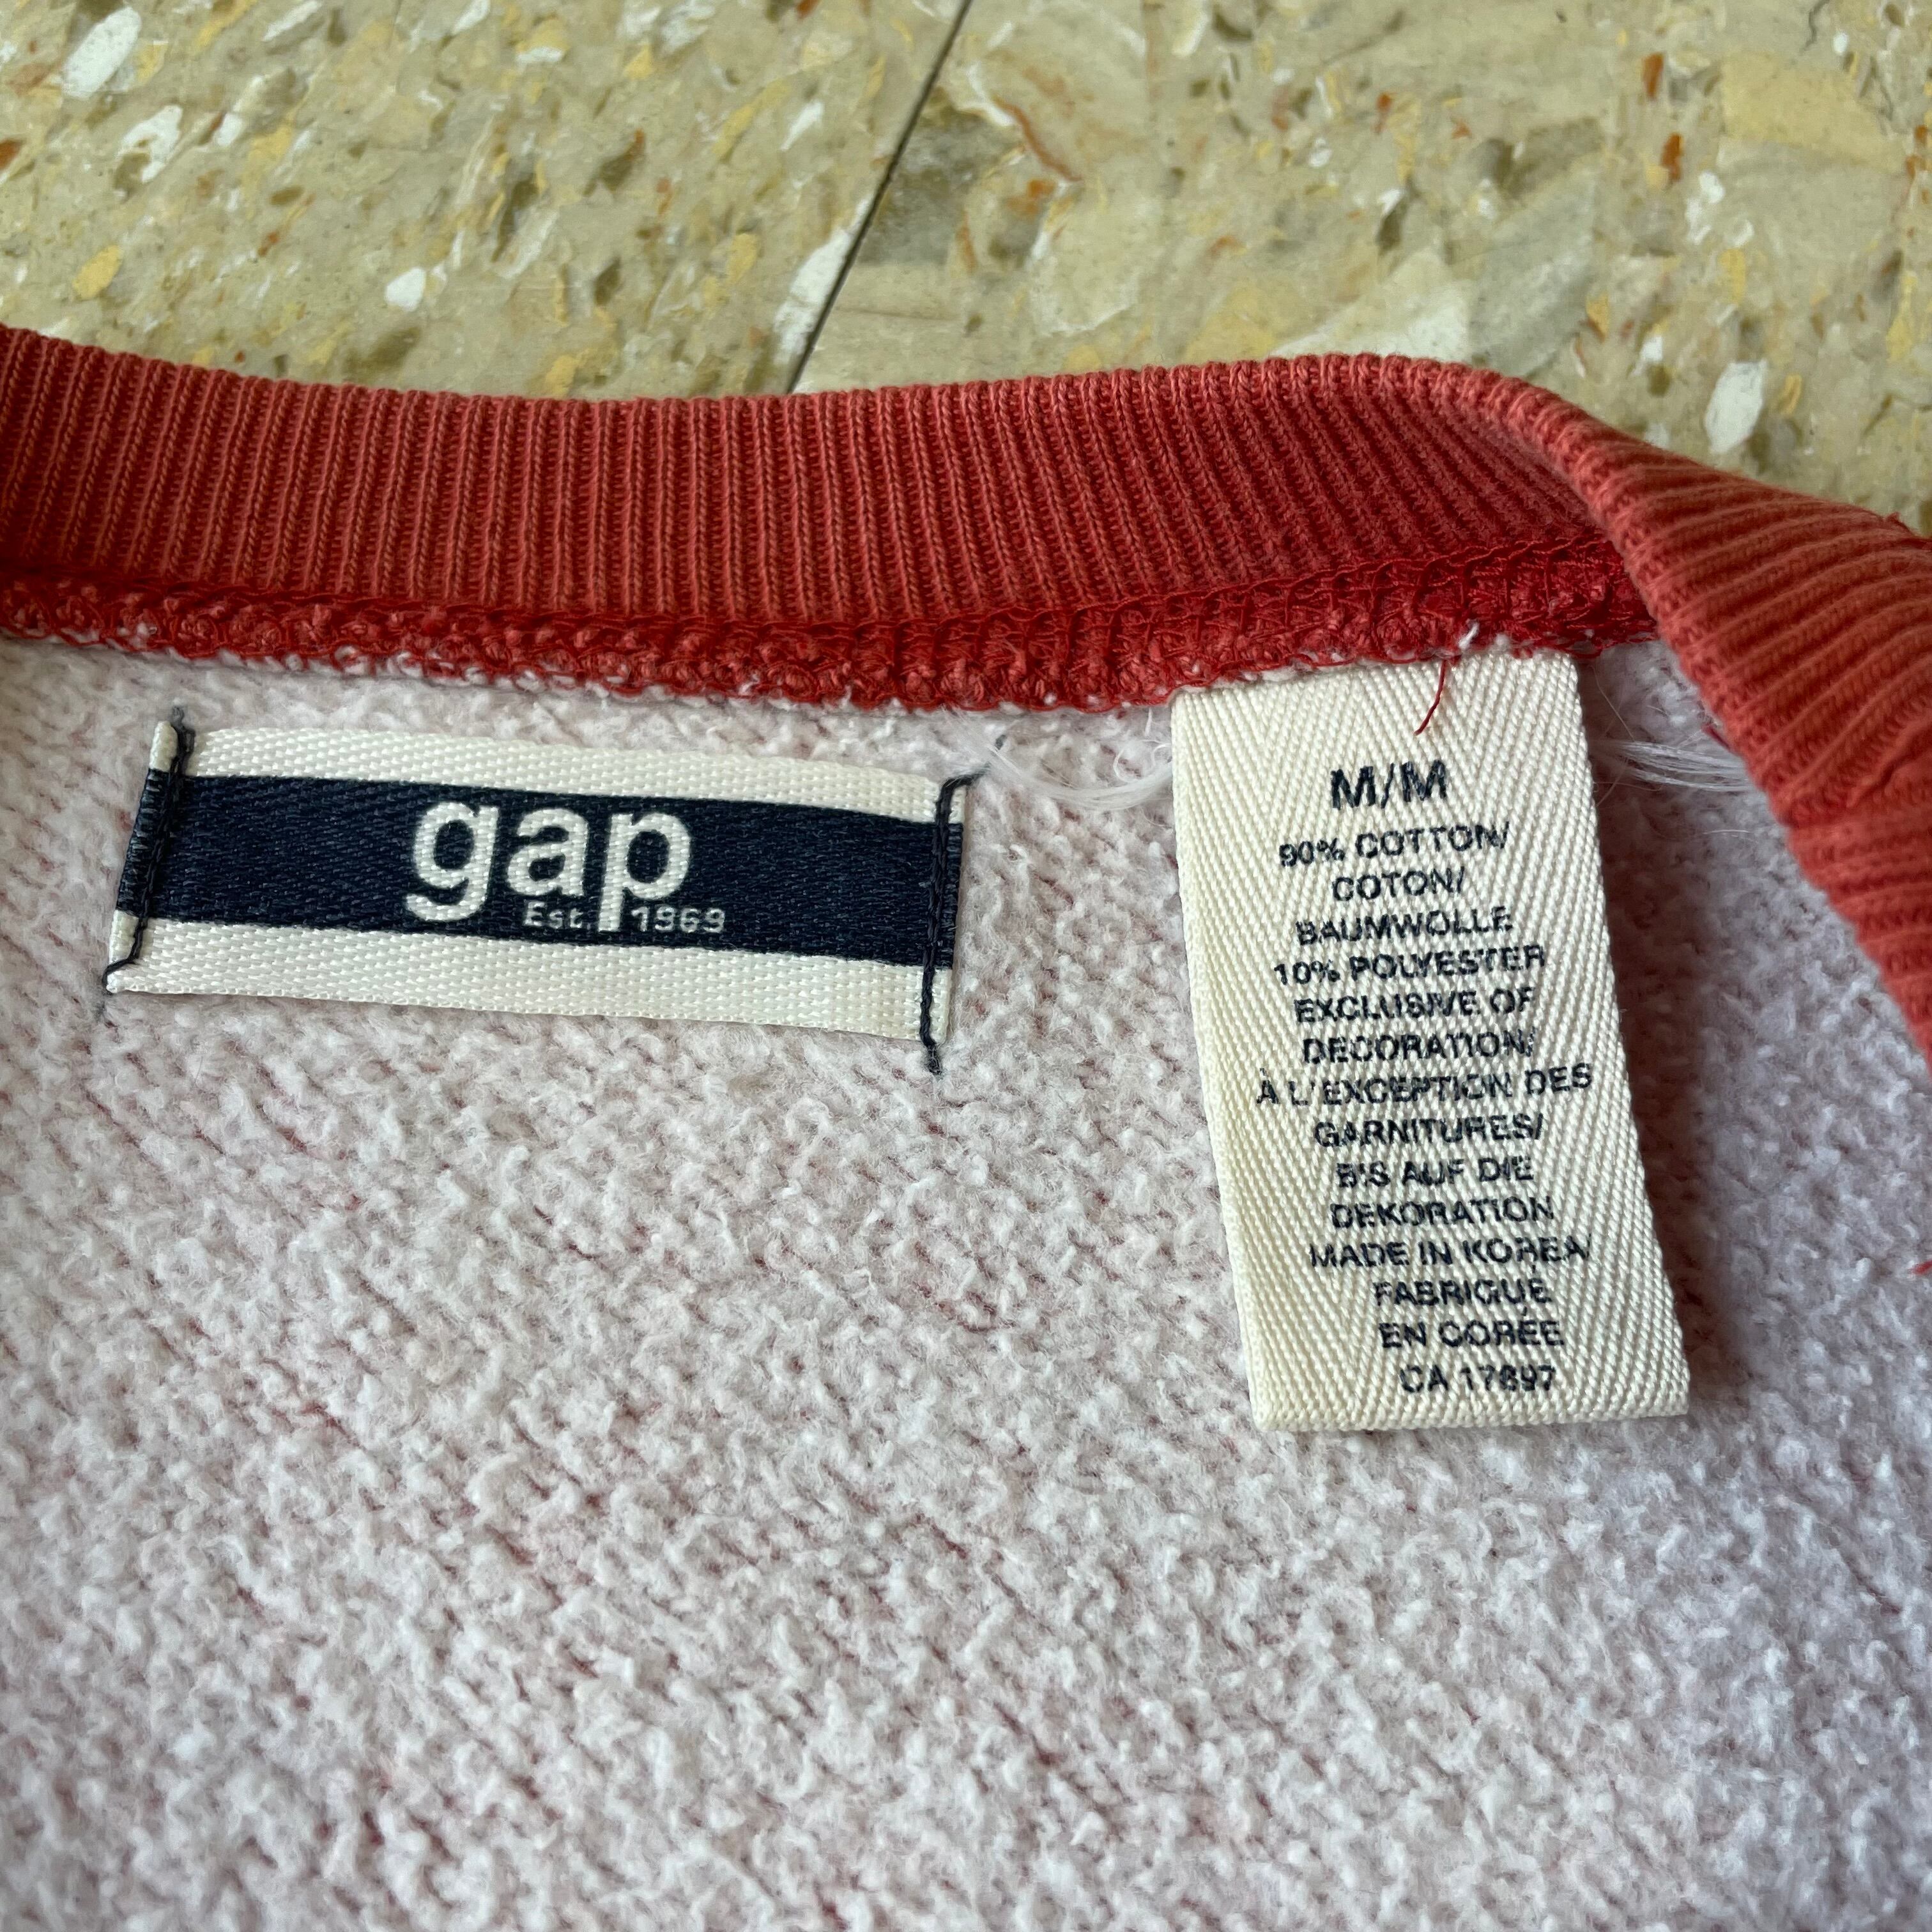 gap
Est. 1969
M/M
90% COTTON/
COTON/
BAUMWOLLE
10% POLYESTER
EXCLUSIVE OF
DECORATION/
À L'EXCEPTION DES
GARNITURES/
BIS AUF DIE
DEKORATION
MADE IN KOREA
FABRIQUE
EN CORÉE
CA 17897